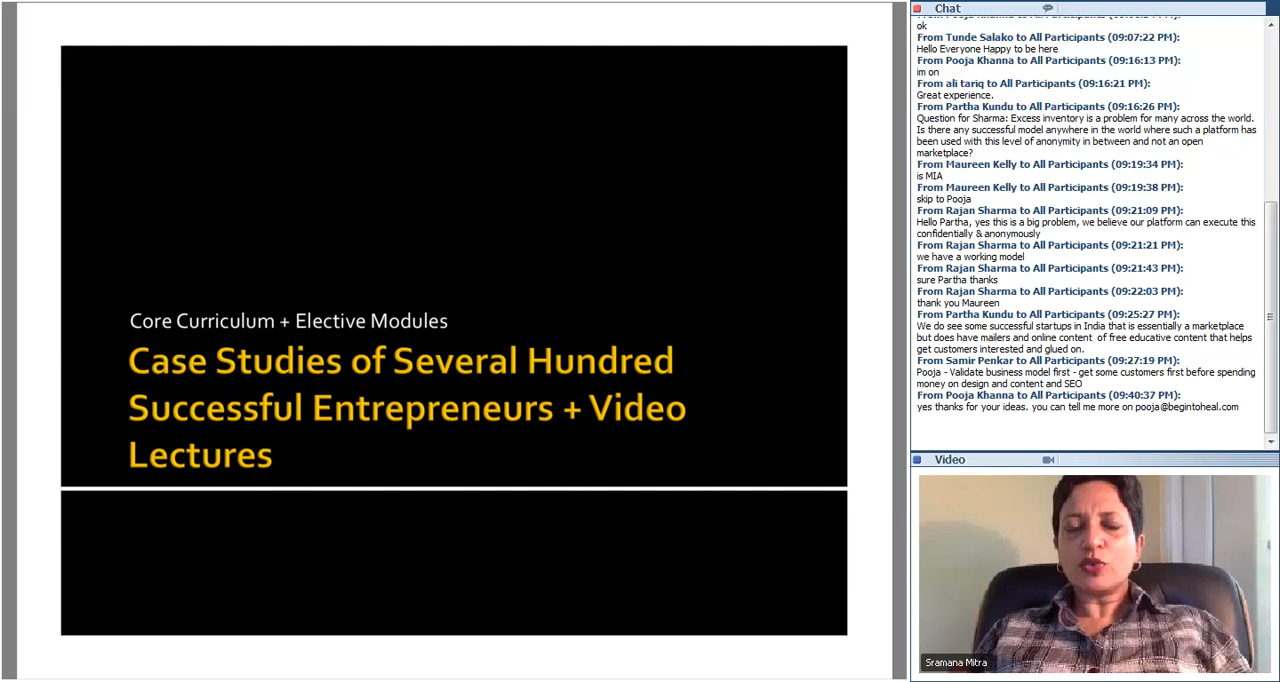 Core Curriculum + Elective Modules
Case Studies of Several Hundred
Successful Entrepreneurs + Video
Lectures
Chat
ok
From Tunde Salako to All Participants (09:07:22 PM):
Hello Everyone Happy to be here
From Pooja Khanna to All Participants (09:16:13 PM):
im on
From ali tariq to All Participants (09:16:21 PM):
Great experience.
From Partha Kundu to All Participants (09:16:26 PM):
Question for Sharma: Excess inventory is a problem for many across the world.
Is there any successful model anywhere in the world where such a platform has
been used with this level of anonymity in between and not an open
marketplace?
From Maureen Kelly to All Participants (09:19:34 PM):
is MIA
From Maureen Kelly to All Participants (09:19:38 PM):
skip to Pooja
From Rajan Sharma to All Participants (09:21:09 PM):
Hello Partha, yes this is a big problem, we believe our platform can execute this
confidentially & anonymously
From Rajan Sharma to All Participants (09:21:21 PM):
we have a working model
From Rajan Sharma to All Participants (09:21:43 PM):
sure Partha thanks
From Rajan Sharma to All Participants (09:22:03 PM):
thank you Maureen
From Partha Kundu to All Participants (09:25:27 PM):
We do see some successful startups in India that is essentially a marketplace
but does have mailers and online content of free educative content that helps
get customers interested and glued on.
From Samir Penkar to All Participants (09:27:19 PM):
Pooja - Validate business model first - get some customers first before spending
money on design and content and SEO
From Pooja Khanna to All Participants (09:40:37 PM):
yes thanks for your ideas. you can tell me more on pooja@begintoheal.com
Video
Sramana Mitra